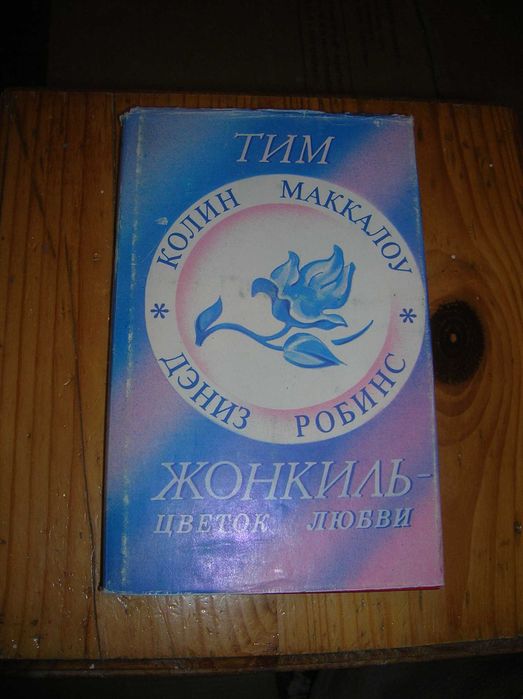 ТИМ
КОЛИН МАККАЛОУ
* ДЭНИЗ РОБИНС *
ЖОНКИЛЬ-
ЦВЕТОК ЛЮБВИ